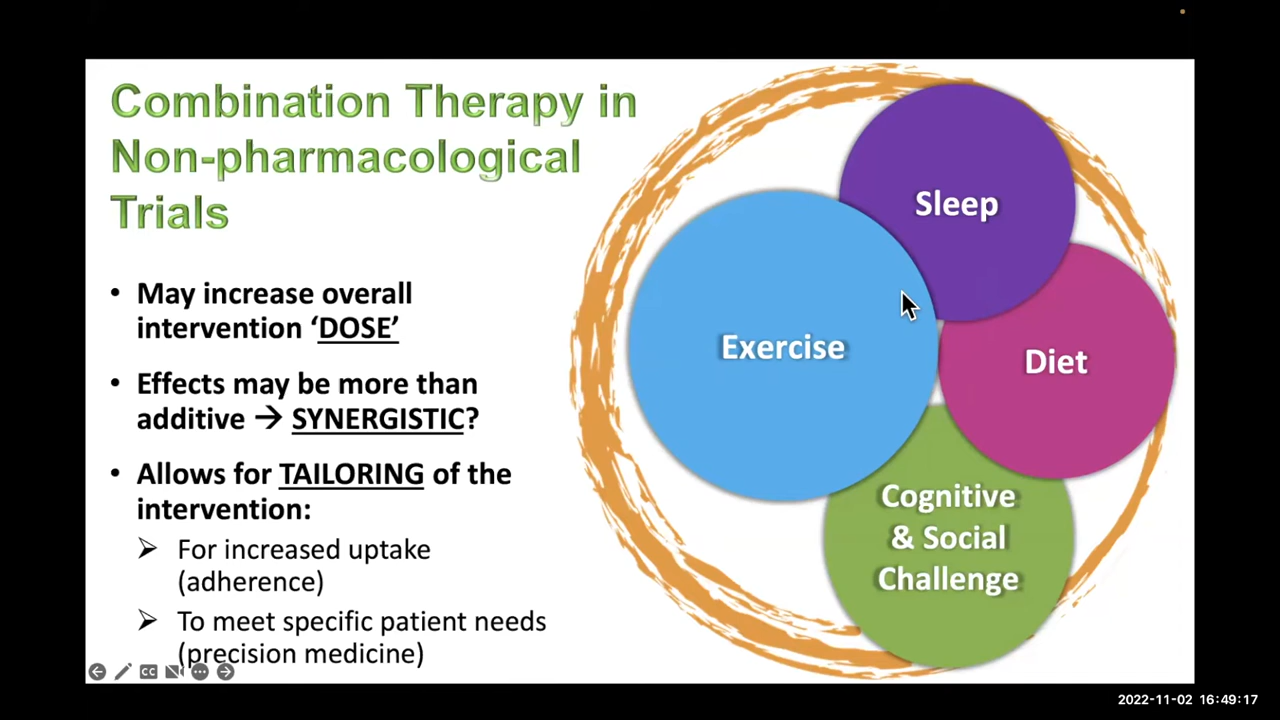 Combination Therapy in
Non-pharmacological
Trials
• May increase overall
intervention ‘DOSE’
• Effects may be more than
additive → SYNERGISTIC?
• Allows for TAILORING of the
intervention:
➢ For increased uptake
(adherence)
➢ To meet specific patient needs
(precision medicine)
Sleep
Exercise
Diet
Cognitive
& Social
Challenge
CC
2022-11-02 16:49:17